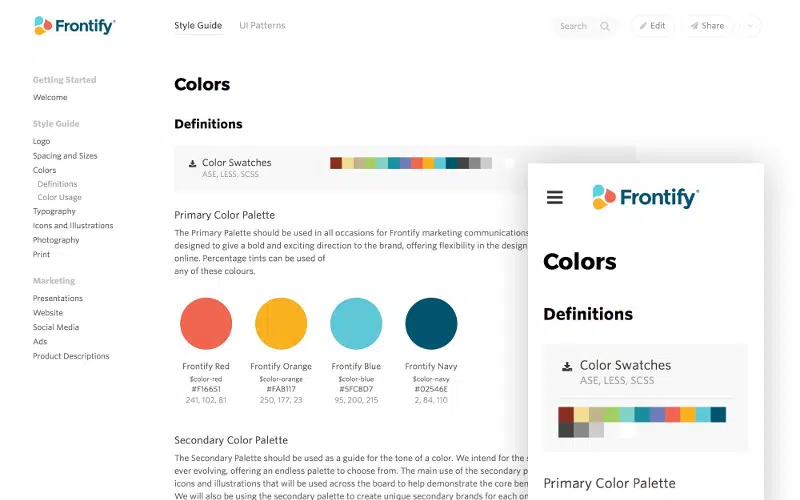 Frontify
Style Guide
UI Patterns
Search
Edit
Share
Getting Started
Welcome
Style Guide
Logo
Spacing and Sizes
Colors
Definitions
Color Usage
Typography
Icons and Illustrations
Photography
Print
Marketing
Presentations
Website
Social Media
Ads
Product Descriptions
Colors
Definitions
Color Swatches
ASE, LESS, SCSS
Primary Color Palette
The Primary Palette should be used in all occasions for Frontify marketing communications
designed to give a bold and exciting direction to the brand, offering flexibility in the design
online. Percentage tints can be used of
any of these colours.
Frontify Red
$color-red
#F16651
241, 102, 81
Frontify Orange
$color-orange
#FAB117
250, 177, 23
Frontify Blue
$color-blue
#5FC8D7
95, 200, 215
Frontify Navy
$color-navy
#02546E
2, 84, 110
Secondary Color Palette
The Secondary Palette should be used as a guide for the tone of a color. We intend for the
ever evolving, offering an endless palette to choose from. The main use of the secondary
icons and illustrations that will be used across the board to help demonstrate the core
We will also be using the secondary palette to create unique secondary brands for each
Frontify
Colors
Definitions
Color Swatches
ASE, LESS, SCSS
Primary Color Palette